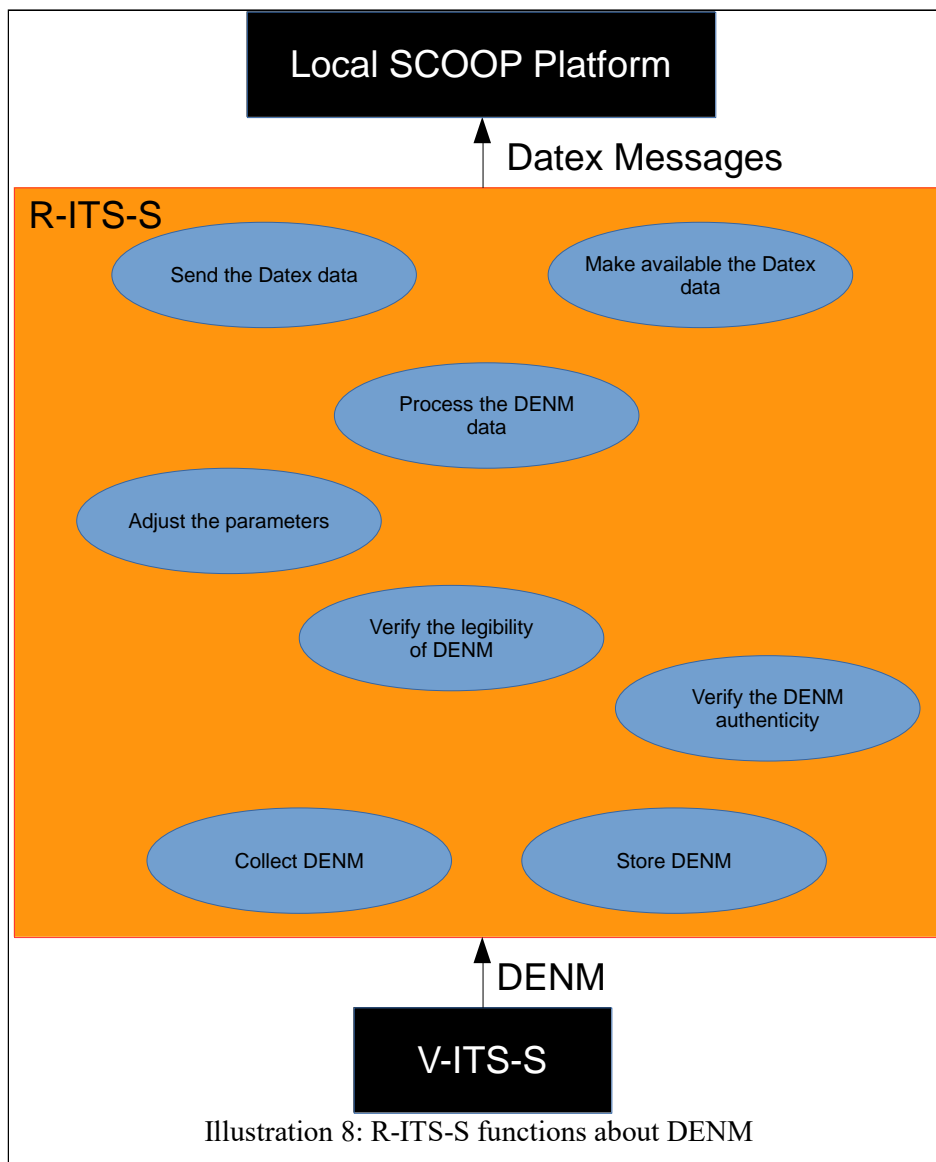 Local SCOOP Platform
Datex Messages
R-ITS-S
Send the Datex data
Make available the Datex
data
Process the DENM
data
Adjust the parameters
Verify the legibility
of DENM
Verify the DENM
authenticity
Collect DENM
Store DENM
DENM
V-ITS-S
Illustration 8: R-ITS-S functions about DENM